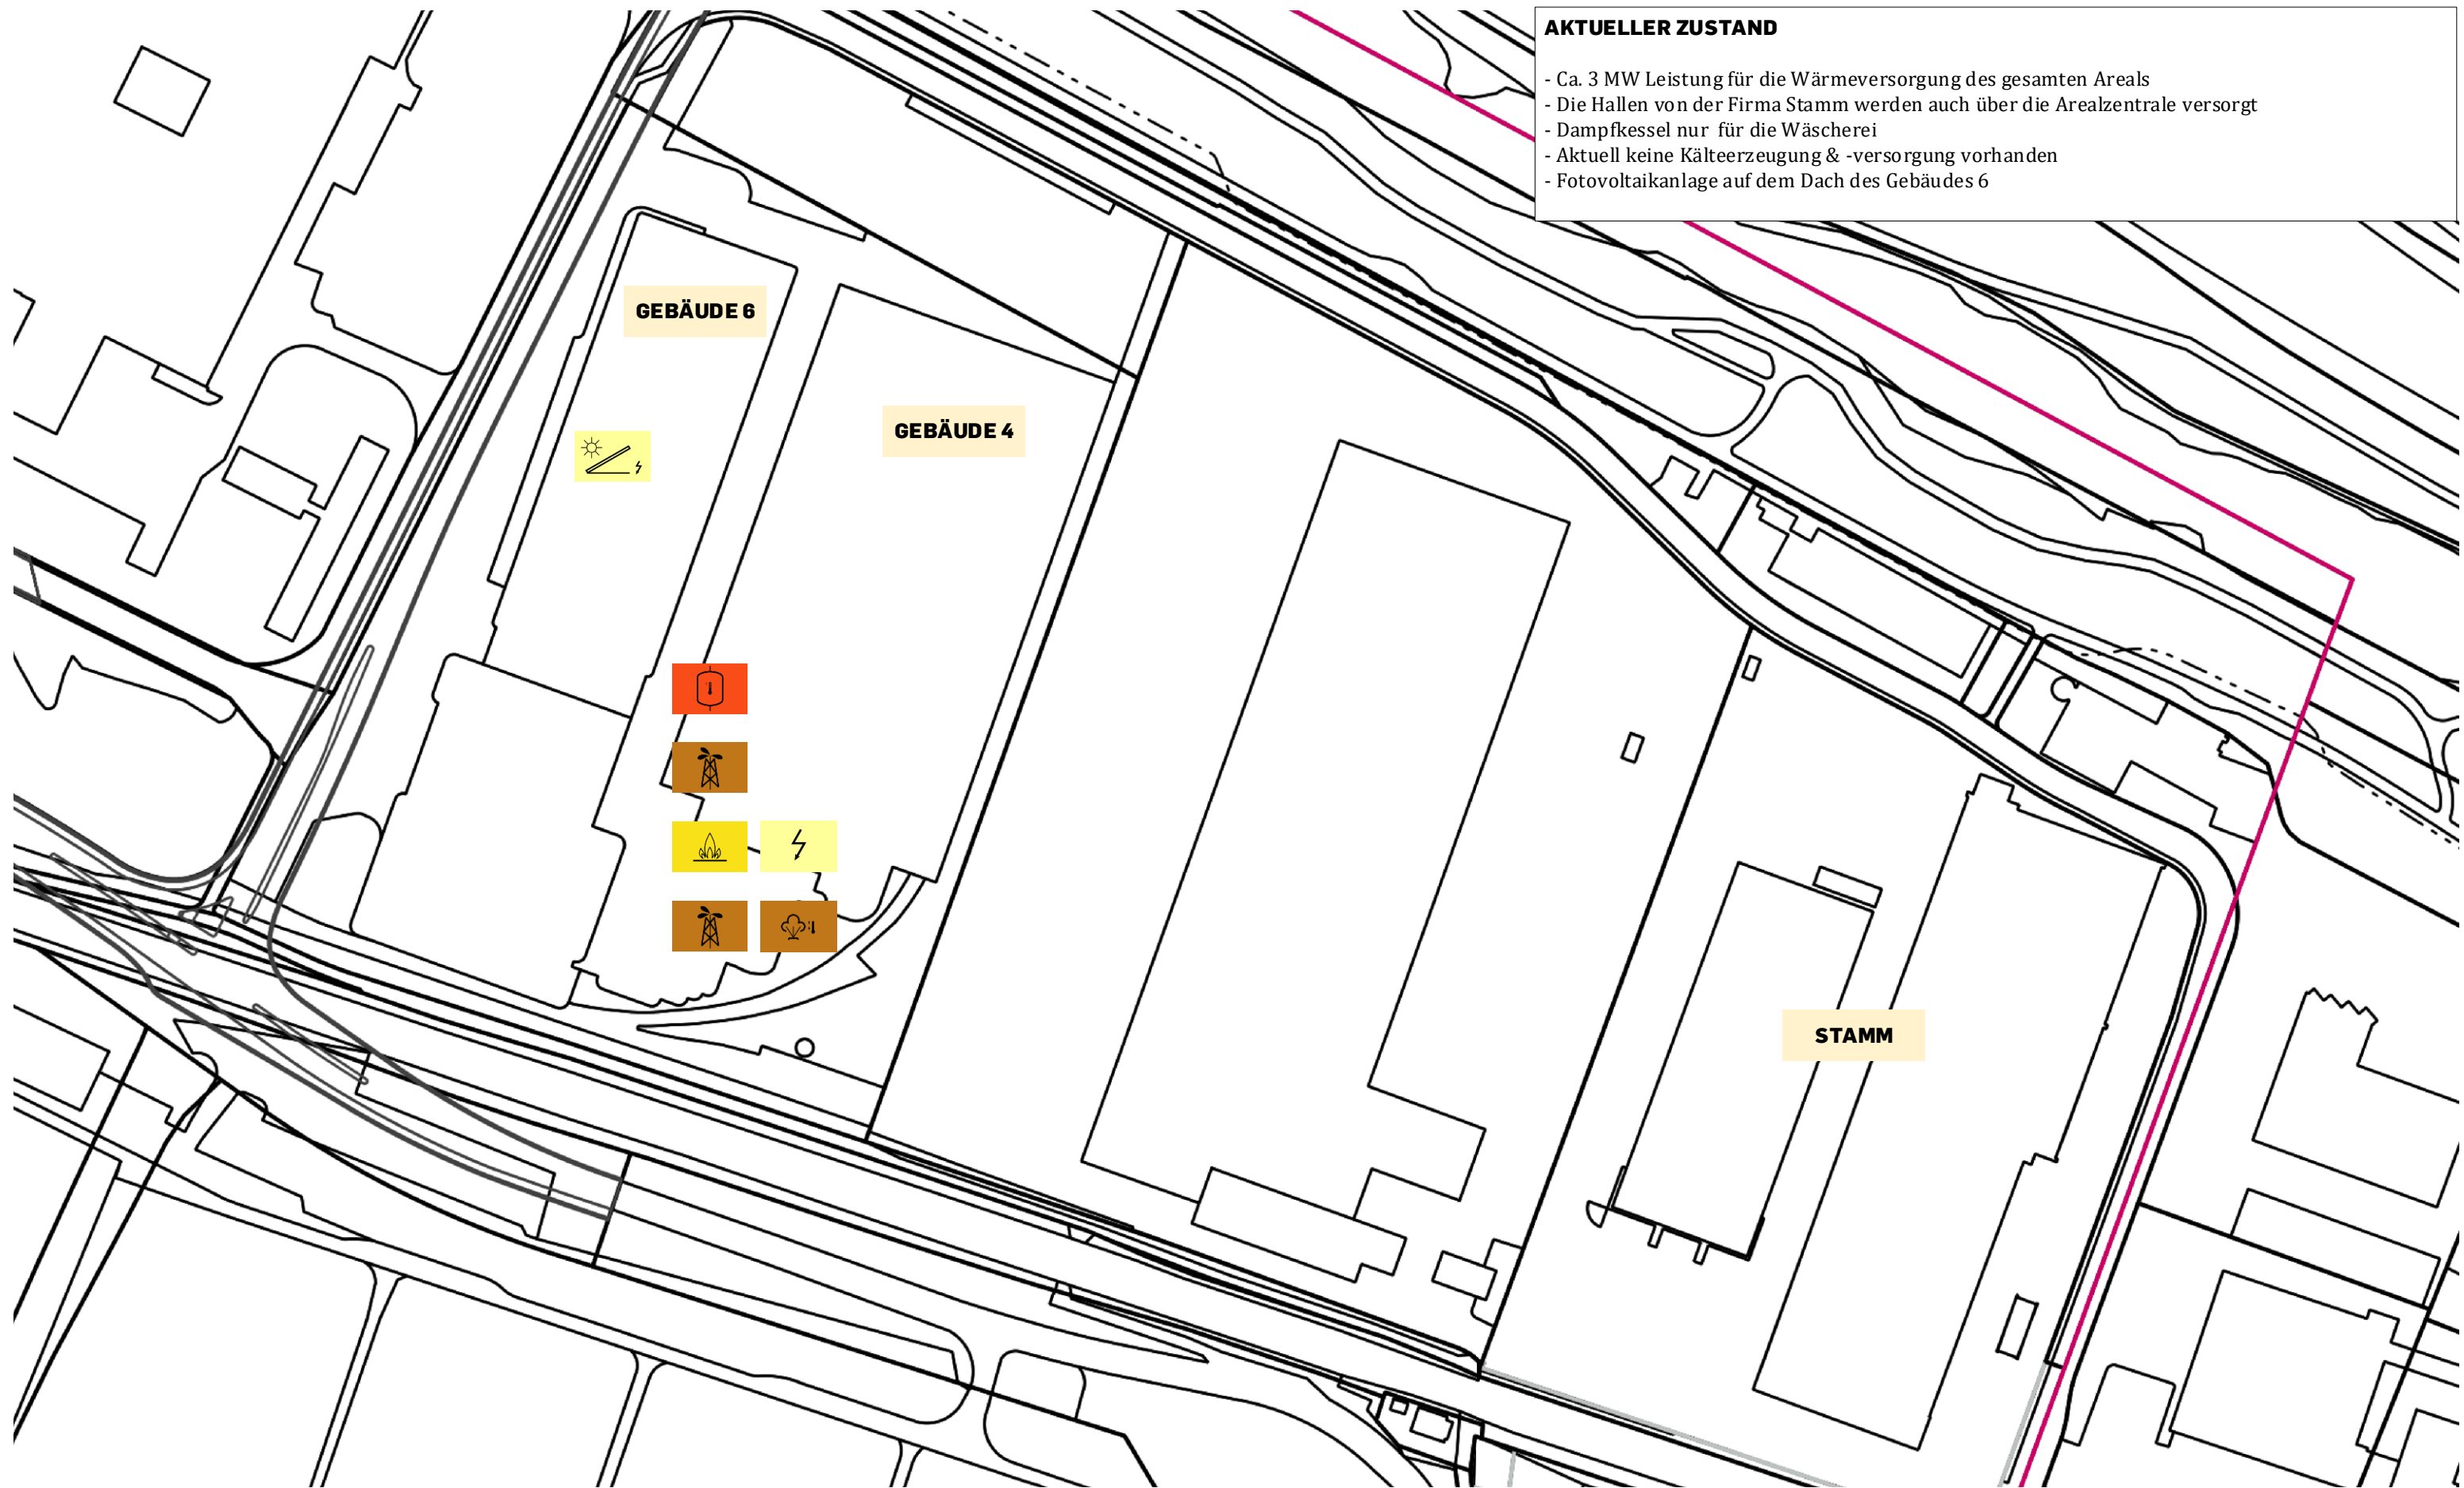 AKTUELLER ZUSTAND
- Ca. 3 MW Leistung für die Wärmeversorgung des gesamten Areals
- Die Hallen von der Firma Stamm werden auch über die Arealzentrale versorgt
- Dampfkessel nur für die Wäscherei
- Aktuell keine Kälteerzeugung & -versorgung vorhanden
- Fotovoltaikanlage auf dem Dach des Gebäudes 6
GEBÄUDE 6
GEBÄUDE 4
STAMM